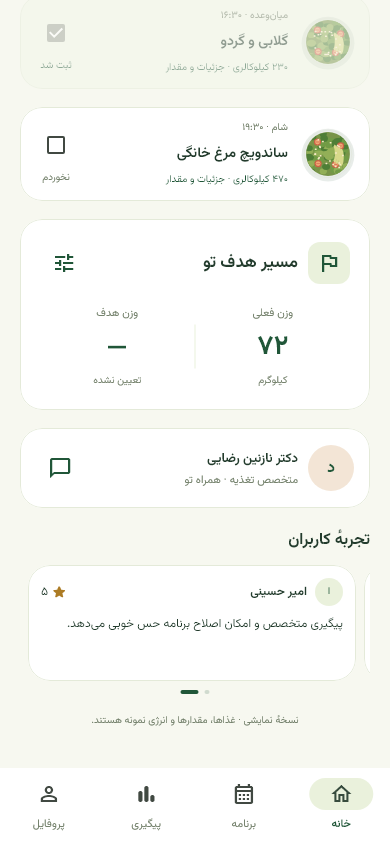 میان‌وعده · ۱۶:۳۰
گلابی و گردو
۲۳۰ کیلوکالری · جزئیات و مقدار
ثبت شد
شام · ۱۹:۳۰
ساندویچ مرغ خانگی
۴۷۰ کیلوکالری · جزئیات و مقدار
نخوردم
مسیر هدف تو
وزن فعلی
۷۲
کیلوگرم
وزن هدف
—
تعیین نشده
د
دکتر نازنین رضایی
متخصص تغذیه · همراه تو
تجربهٔ کاربران
ا
امیر حسینی
۵
پیگیری متخصص و امکان اصلاح برنامه حس خوبی می‌دهد.
نسخهٔ نمایشی · غذاها، مقدارها و انرژی نمونه هستند.
خانه
برنامه
پیگیری
پروفایل